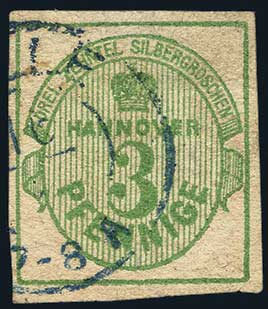 DREI ZEHNTEL SILBERGROSCHEN
HANNOVER
3
PFENNIGE